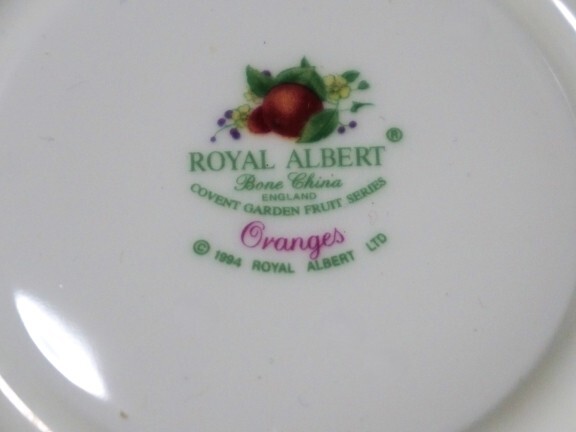 ROYAL ALBERT®
Bone China
ENGLAND
COVENT GARDEN FRUIT SERIES
Oranges
© 1994 ROYAL ALBERT LTD